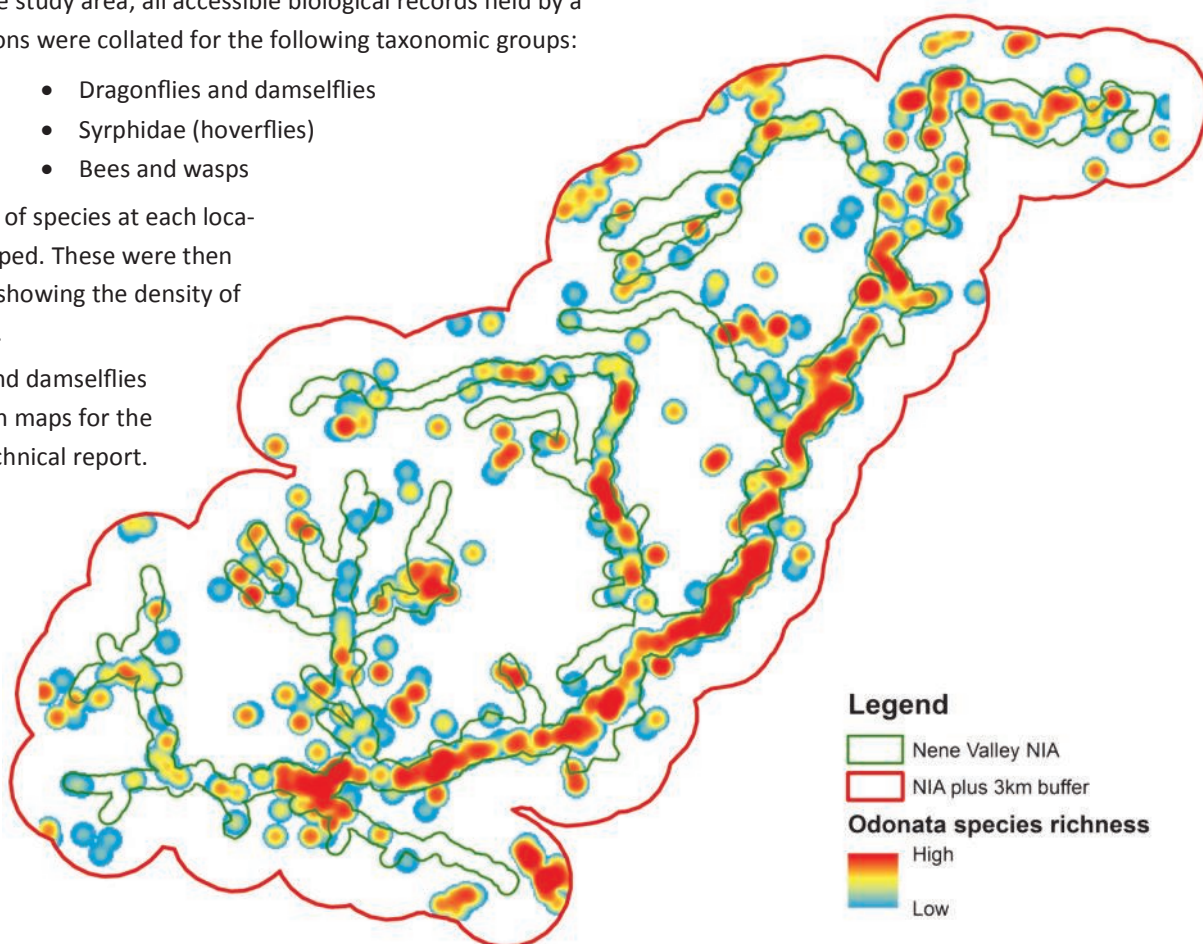 e study area, all accessible biological records held by a
ons were collated for the following taxonomic groups:
• Dragonflies and damselflies
• Syrphidae (hoverflies)
• Bees and wasps
of species at each loca-
ped. These were then
showing the density of
nd damselflies
n maps for the
chnical report.
Legend
Nene Valley NIA
NIA plus 3km buffer
Odonata species richness
High
Low